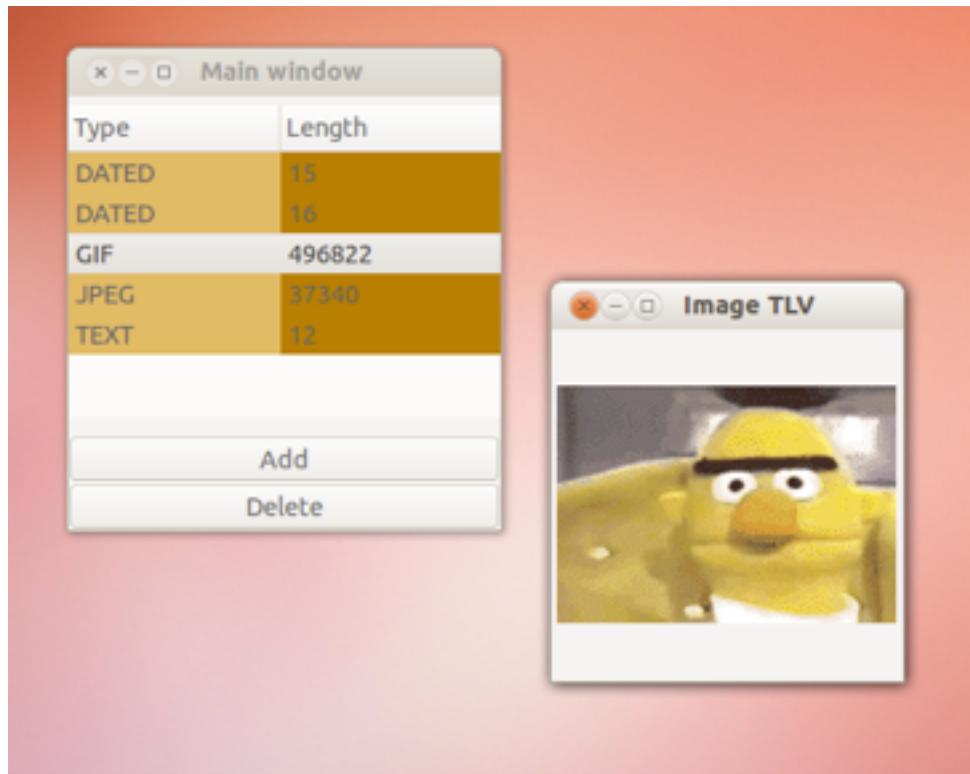 Main window
Type Length
DATED 15
DATED 16
GIF 496822
JPEG 37340
TEXT 12
Add
Delete
Image TLV